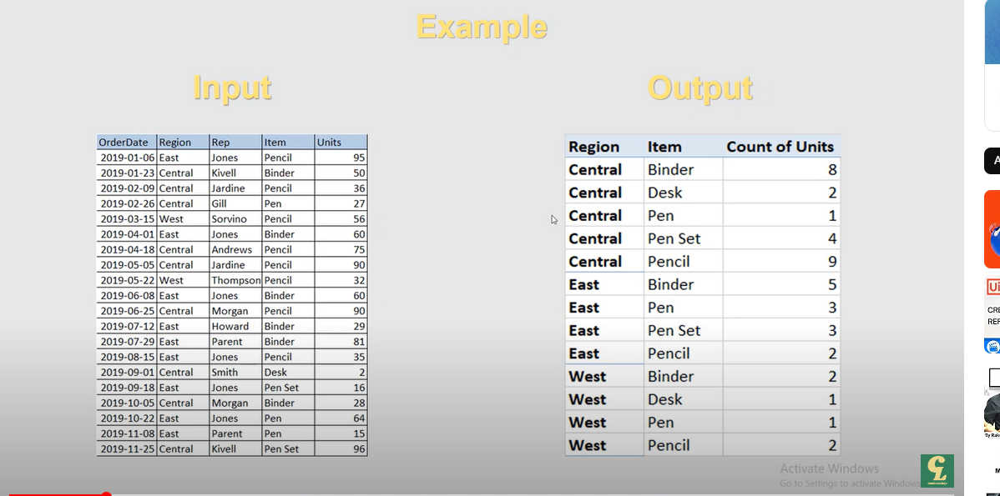 Example
Input
Output
OrderDate Region Rep Item Units
2019-01-06 East Jones Pencil 95
2019-01-23 Central Kivell Binder 50
2019-02-09 Central Jardine Pencil 36
2019-02-26 Central Gill Pen 27
2019-03-15 West Sorvino Pencil 56
2019-04-01 East Jones Binder 60
2019-04-18 Central Andrews Pencil 75
2019-05-05 Central Jardine Pencil 90
2019-05-22 West Thompson Pencil 32
2019-06-08 East Jones Binder 60
2019-06-25 Central Morgan Pencil 90
2019-07-12 East Howard Binder 29
2019-07-29 East Parent Binder 81
2019-08-15 East Jones Pencil 35
2019-09-01 Central Smith Desk 2
2019-09-18 East Jones Pen Set 16
2019-10-05 Central Morgan Binder 28
2019-10-22 East Jones Pen 64
2019-11-08 East Parent Pen 15
2019-11-25 Central Kivell Pen Set 96
Region Item Count of Units
Central Binder 8
Central Desk 2
Central Pen 1
Central Pen Set 4
Central Pencil 9
East Binder 5
East Pen 3
East Pen Set 3
East Pencil 2
West Binder 2
West Desk 1
West Pen 1
West Pencil 2
Activate Windows
Go to Settings to activate Windows
A
Ui
CRE
REF
By Rak
M